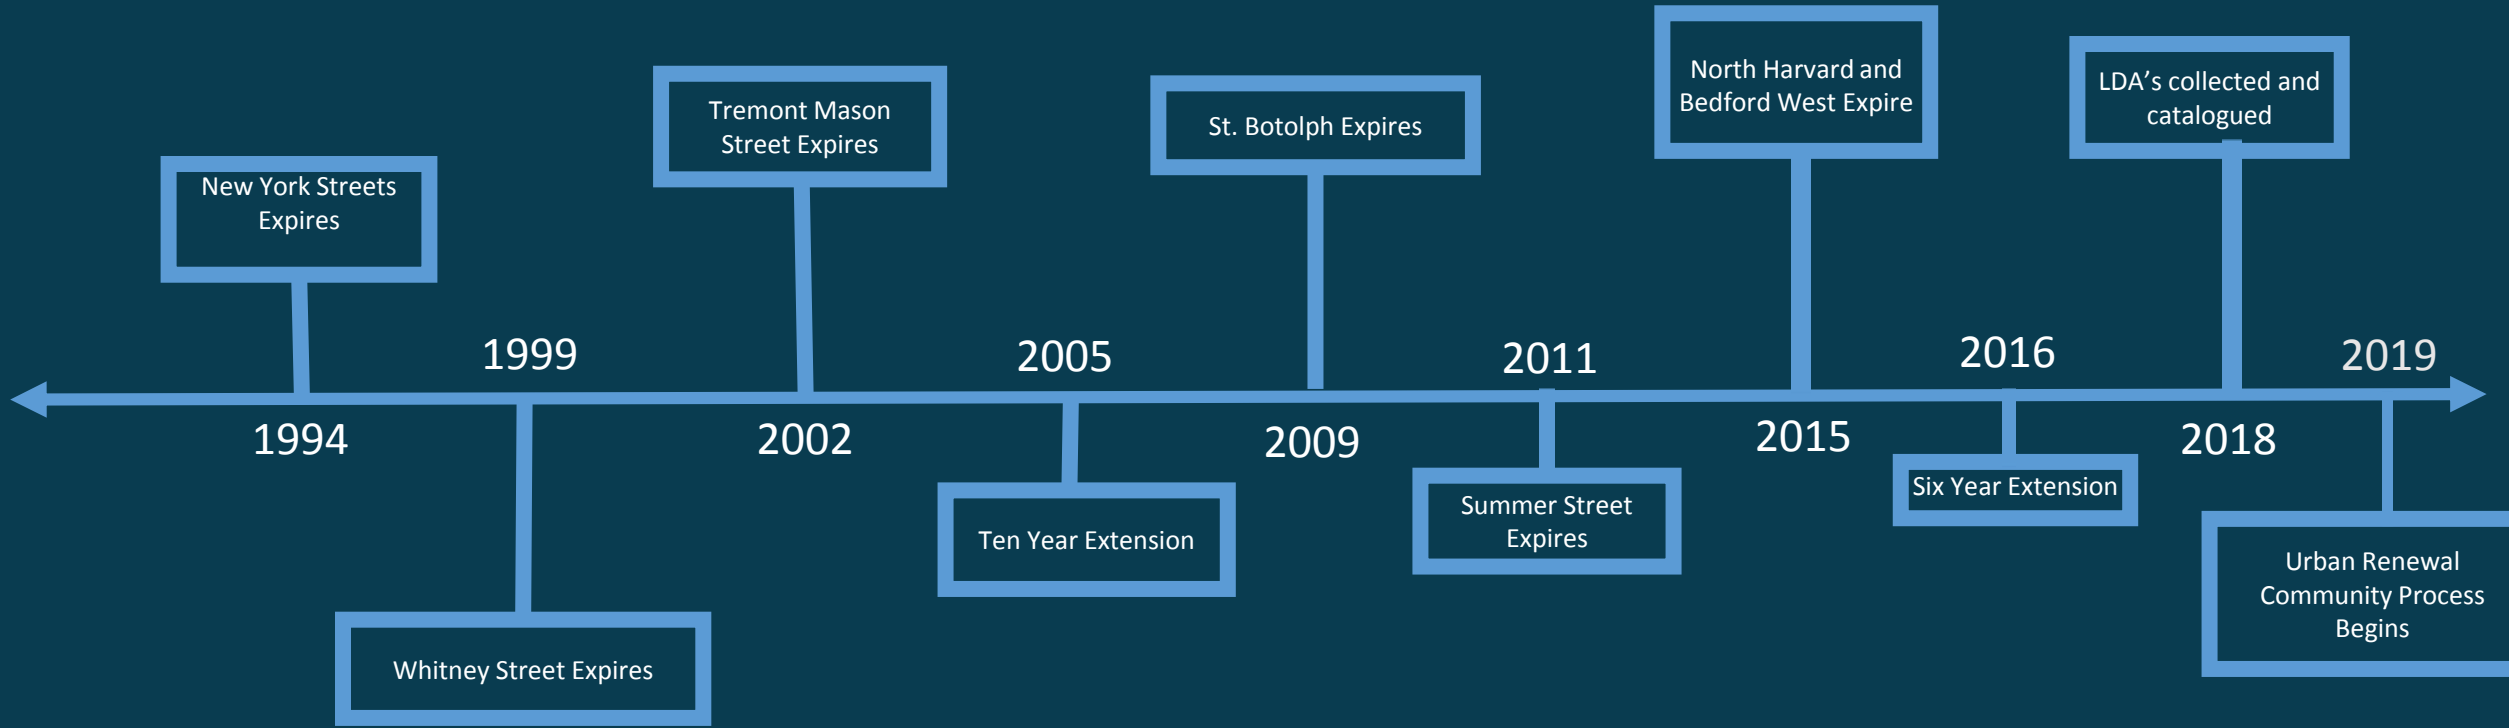 New York Streets
Expires
1994
1999
Whitney Street Expires
Tremont Mason
Street Expires
2002
2005
Ten Year Extension
St. Botolph Expires
2009
2011
Summer Street
Expires
North Harvard and
Bedford West Expire
2015
2016
Six Year Extension
LDA’s collected and
catalogued
2018
2019
Urban Renewal
Community Process
Begins